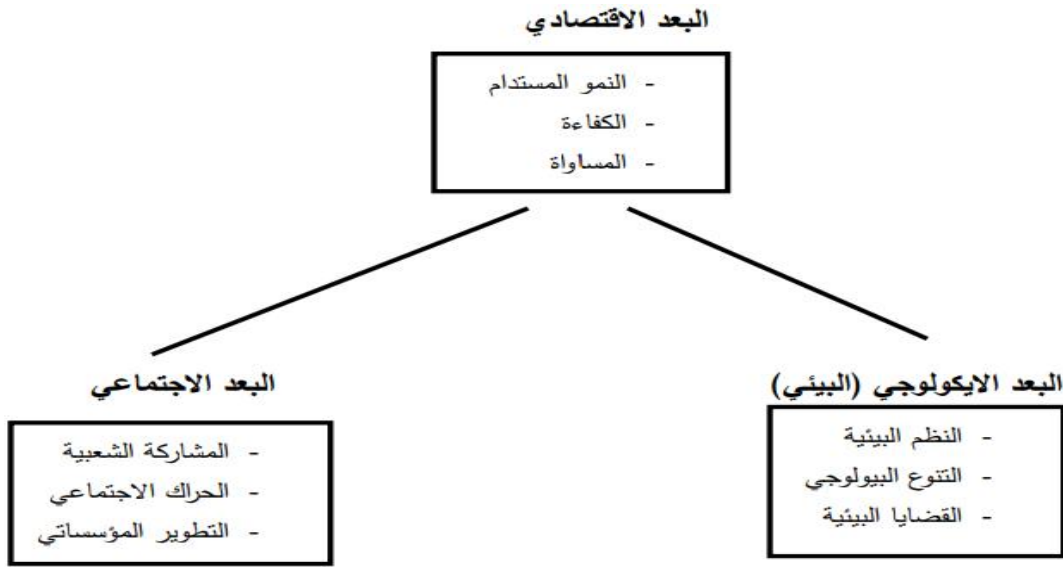 البعد الاقتصادي
- النمو المستدام
- الكفاءة
- المساواة
البعد الايكولوجي (البيئي)
- النظم البيئية
- التنوع البيولوجي
- القضايا البيئية
البعد الاجتماعي
- المشاركة الشعبية
- الحراك الاجتماعي
- التطوير المؤسساتي